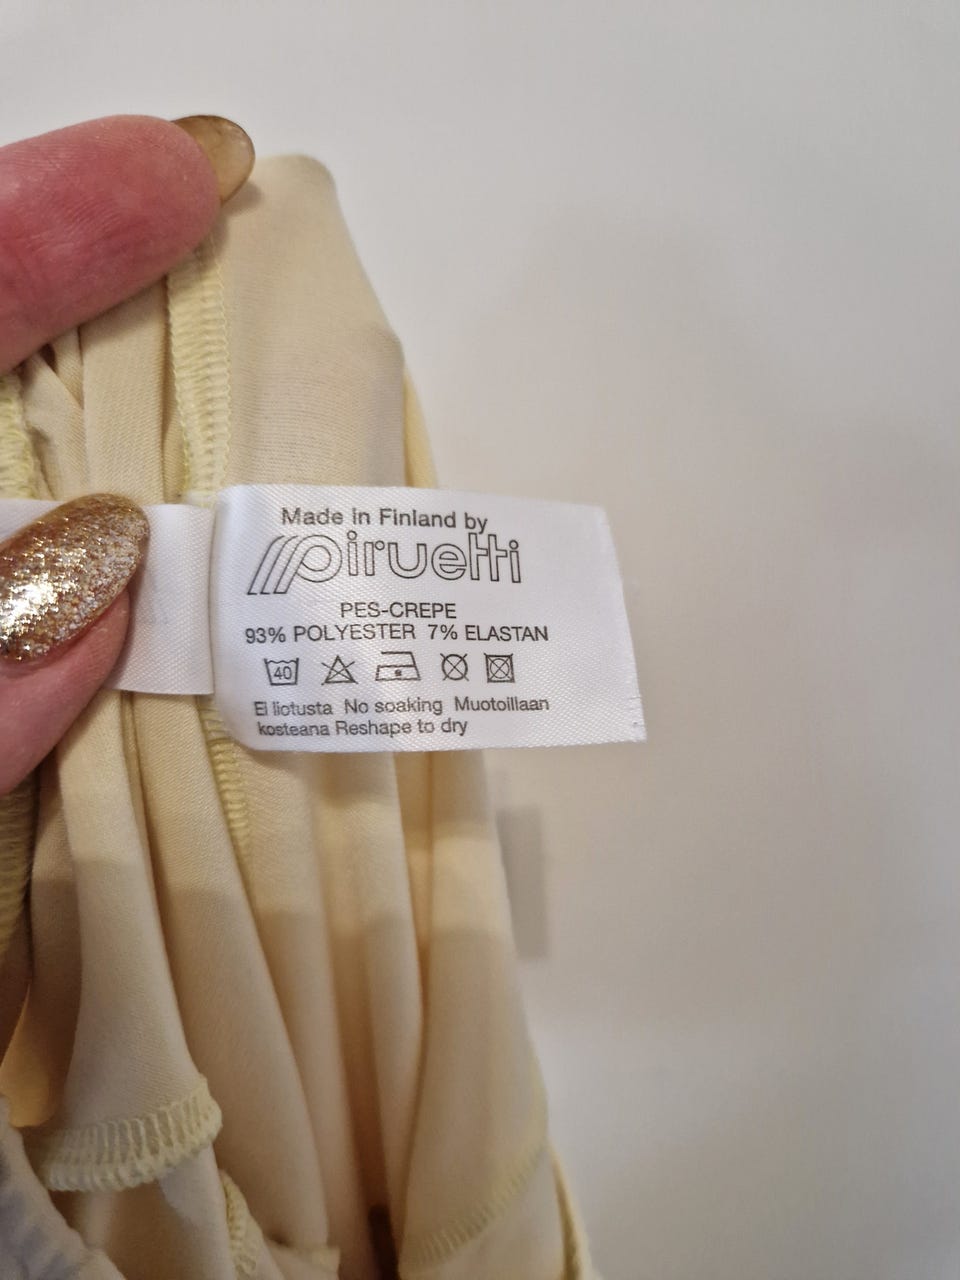 Made in Finland by
piruetti
PES-CREPE
93% POLYESTER 7% ELASTAN
40
Ei liotusta No soaking Muotoillaan
kosteana Reshape to dry